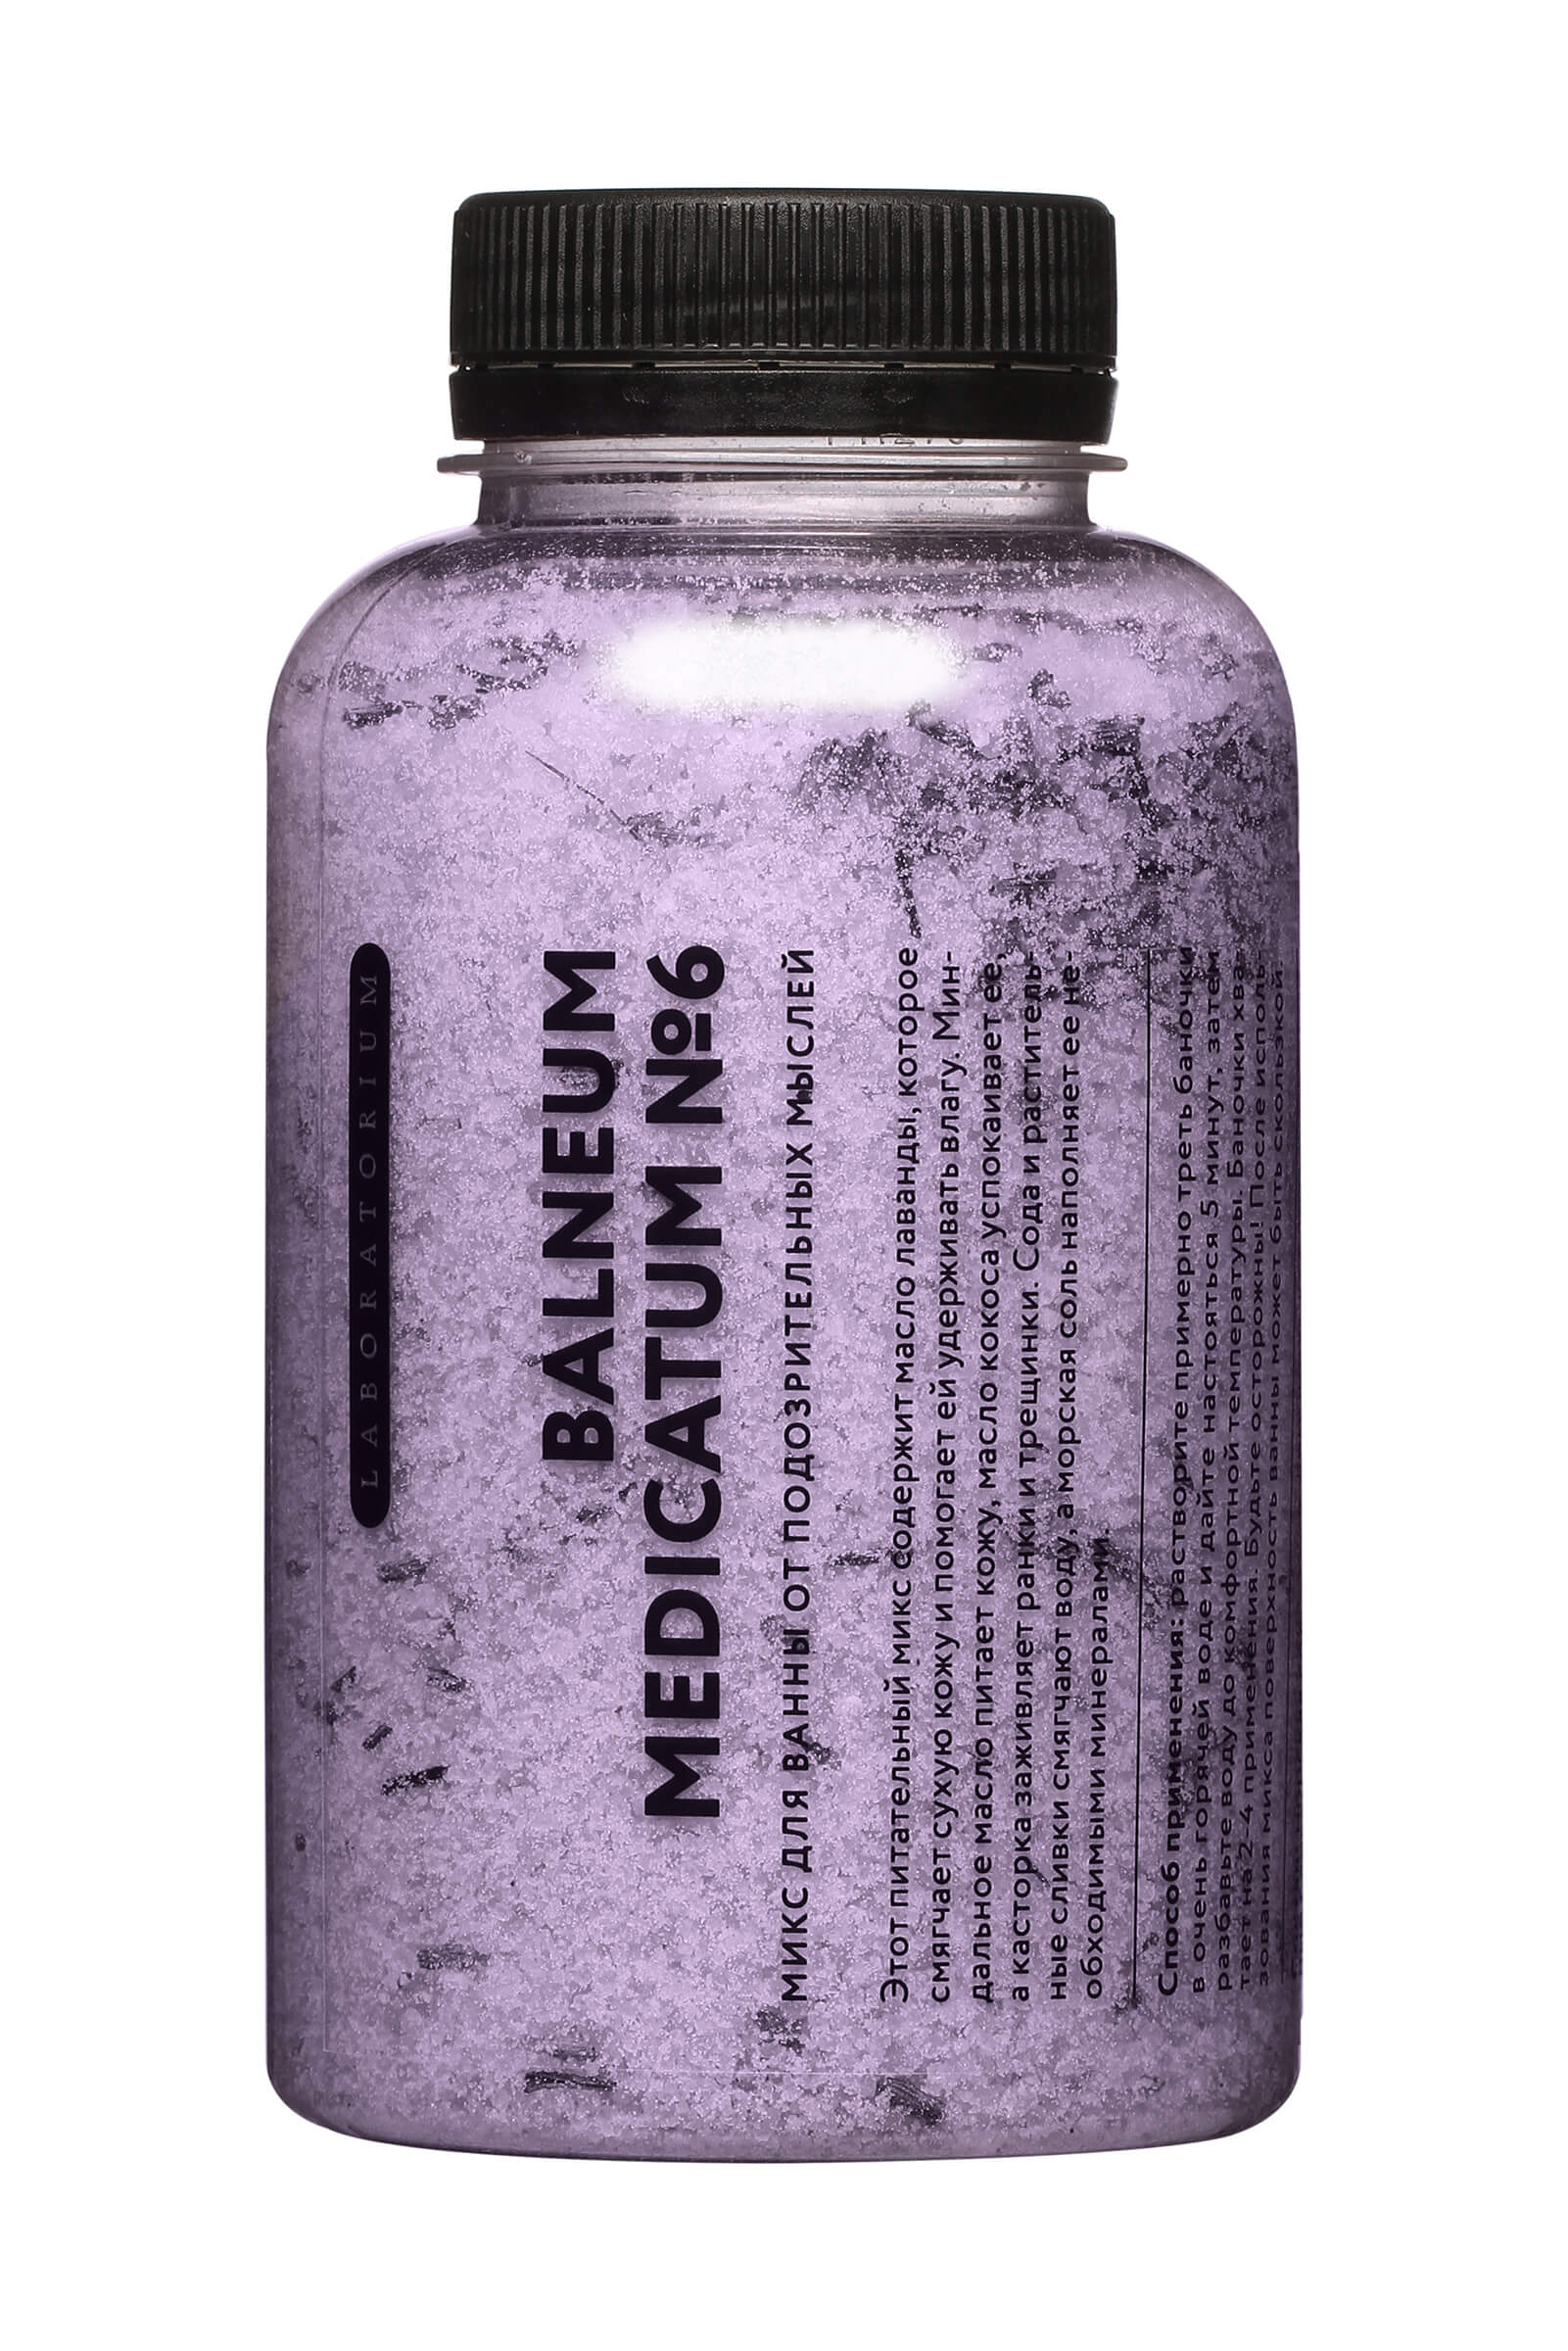 LABORATORIUM
BALNEUM
MEDICATUM №6
МИКС ДЛЯ ВАННЫ ОТ ПОДОЗРИТЕЛЬНЫХ МЫСЛЕЙ
Этот питательный микс содержит масло лаванды, которое
смягчает сухую кожу и помогает ей удерживать влагу. Мин-
дальное масло питает кожу, масло кокоса успокаивает ее,
а касторка заживляет ранки и трещинки. Сода и раститель-
ные сливки смягчают воду, а морская соль наполняет ее не-
обходимыми минералами.
Способ применения: растворите примерно треть баночки
в очень горячей воде и дайте настояться 5 минут, затем
разбавьте воду до комфортной температуры. Баночки хва-
тает на 2-4 применения. Будьте осторожны! После исполь-
зования микса поверхность ванны может быть скользкой.